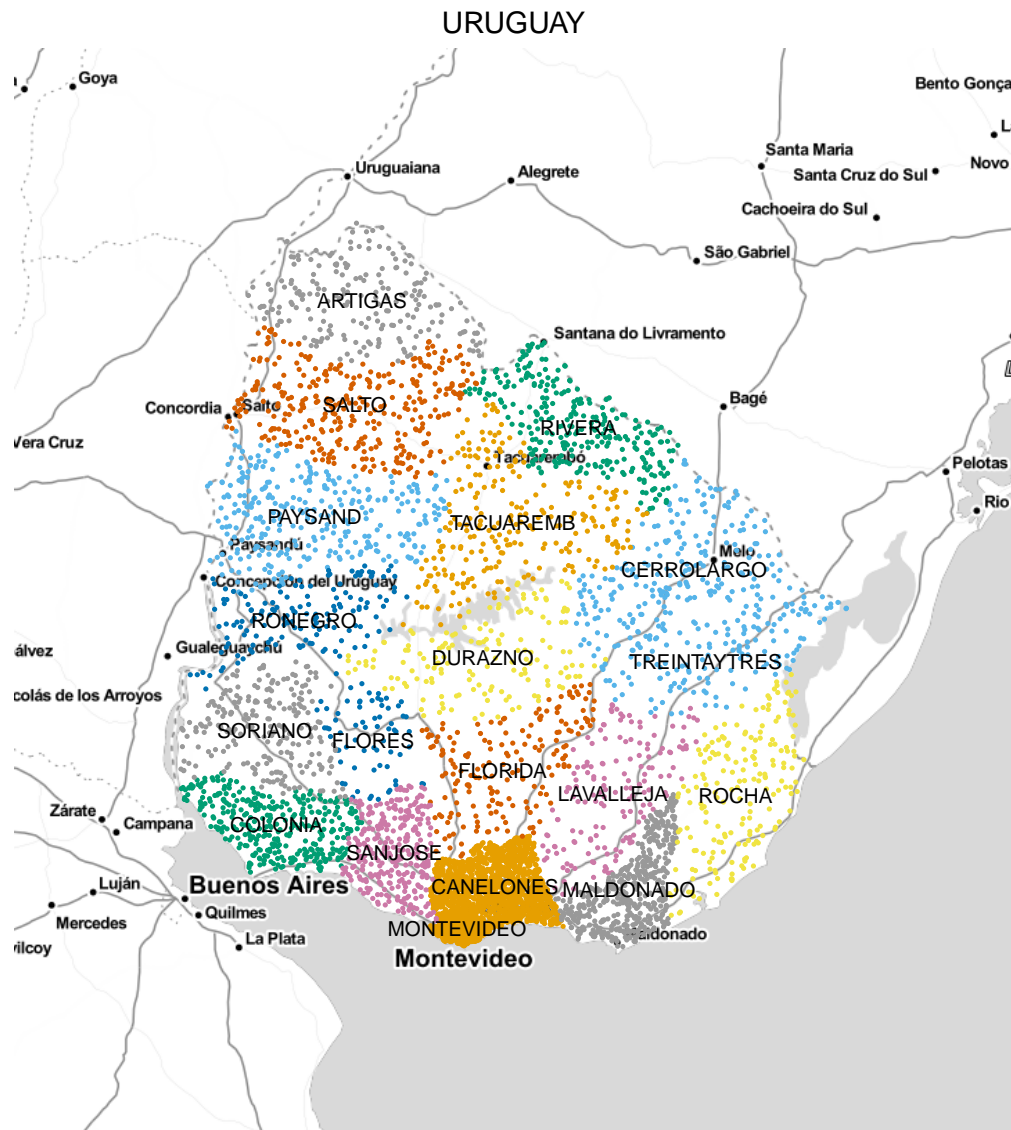 URUGUAY
Goya
Bento Gonça
Santa Maria
Uruguaiana
Alegrete
Santa Cruz do Sul
Novo
Cachoeira do Sul
São Gabriel
ARTIGAS
Santana do Livramento
Bagé
Concordia
Salto
SALTO
RIVERA
Vera Cruz
Tacuarembó
Pelotas
Rio
PAYSAND
TACUAREMB
Paysandú
Melo
CERROLARGO
Concepción del Uruguay
RONEGRO
Gualeguaychú
DURAZNO
TREINTAYTRES
colás de los Arroyos
SORIANO
FLORES
FLORIDA
LAVALLEJA
ROCHA
Zárate
Campana
COLONIA
SANJOSE
Luján
Buenos Aires
CANELONES
MALDONADO
Mercedes
Quilmes
MONTEVIDEO
La Plata
Maldonado
Montevideo